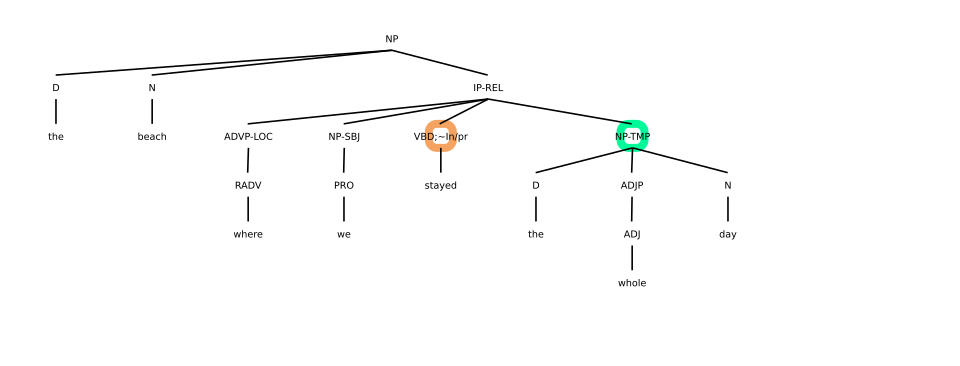 NP
D N IP-REL
the beach ADVP-LOC NP-SBJ VBD;~In/pr NP-TMP
RADV PRO stayed D ADJP N
where we the ADJ day
whole